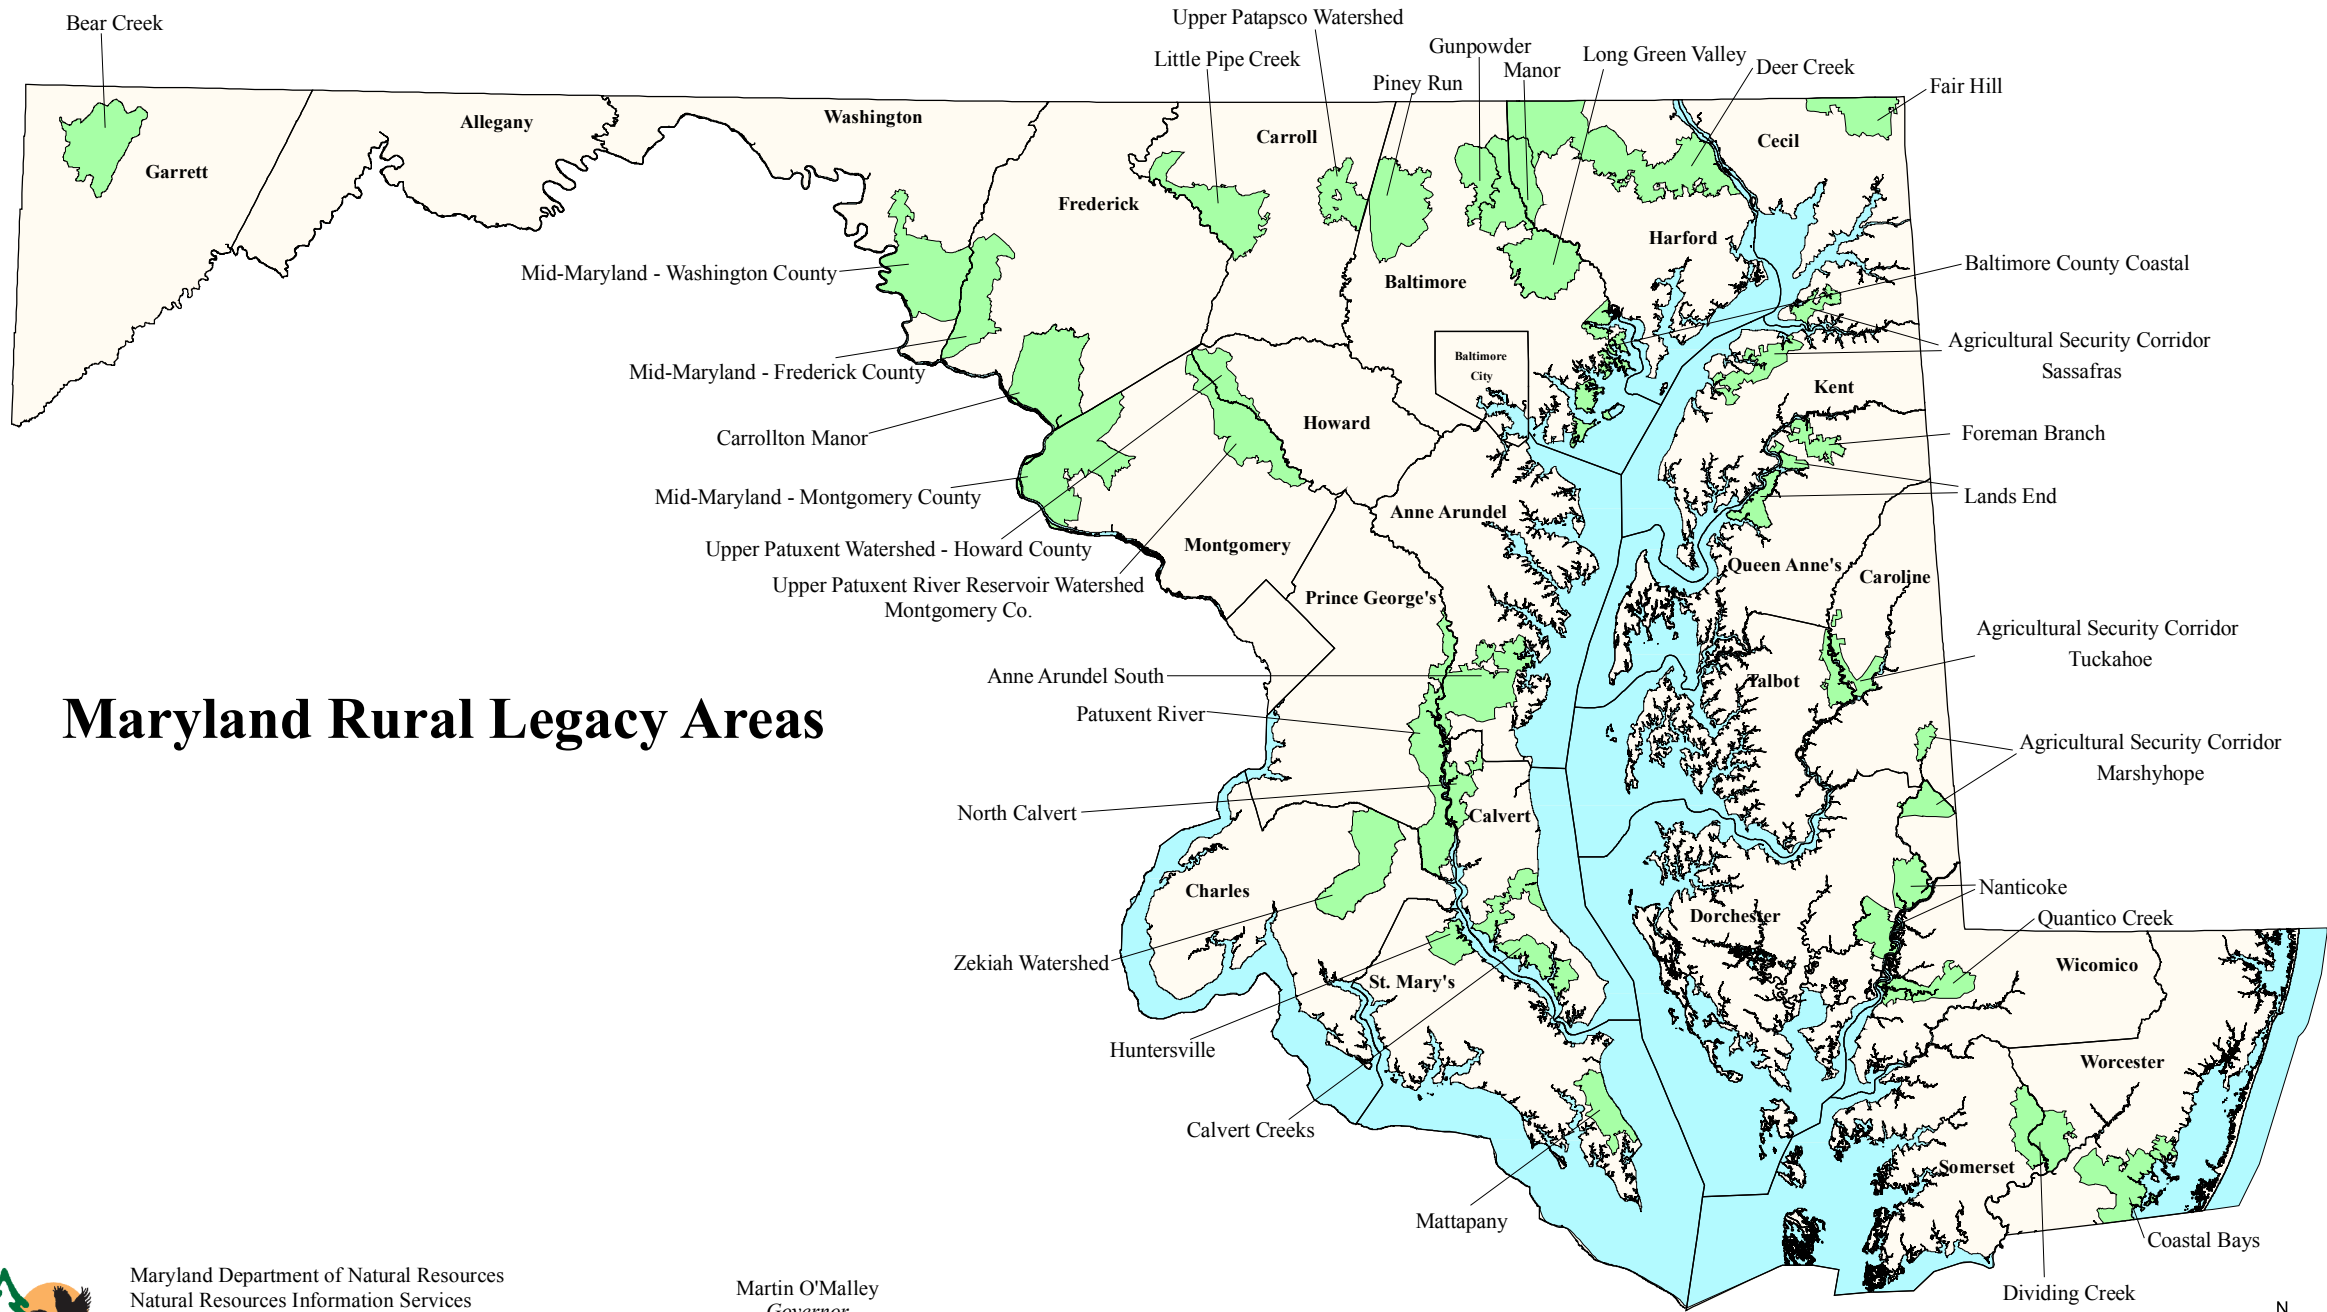 Bear Creek
Upper Patapsco Watershed
Little Pipe Creek
Gunpowder
Manor
Piney Run
Long Green Valley
Deer Creek
Fair Hill
Garrett
Allegany
Washington
Frederick
Carroll
Baltimore
Harford
Cecil
Mid-Maryland - Washington County
Mid-Maryland - Frederick County
Carrollton Manor
Mid-Maryland - Montgomery County
Upper Patuxent Watershed - Howard County
Upper Patuxent River Reservoir Watershed
Montgomery Co.
Baltimore
City
Howard
Montgomery
Anne Arundel
Prince George's
Baltimore County Coastal
Agricultural Security Corridor
Sassafras
Kent
Foreman Branch
Lands End
Queen Anne's
Caroline
Agricultural Security Corridor
Tuckahoe
Talbot
Agricultural Security Corridor
Marshyhope
Maryland Rural Legacy Areas
Anne Arundel South
Patuxent River
North Calvert
Calvert
Charles
Zekiah Watershed
St. Mary's
Huntersville
Calvert Creeks
Mattapany
Dorchester
Nanticoke
Quantico Creek
Wicomico
Worcester
Somerset
Coastal Bays
Dividing Creek
Maryland Department of Natural Resources
Natural Resources Information Services
Martin O'Malley
Governor
N